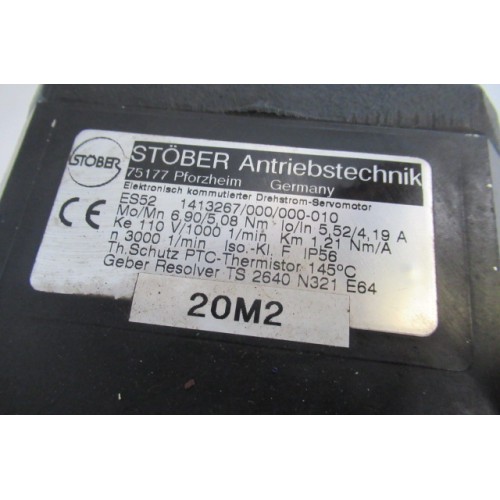 STÖBER
STÖBER Antriebstechnik
75177 Pforzheim Germany
Elektronisch kommutierter Drehstrom-Servomotor
CE
ES52 1413267/000/000-010
Mo/Mn 6,90/5,08 Nm Io/In 5,52/4,19 A
Ke 110 V/1000 1/min Km 1,21 Nm/A
n 3000 1/min Iso.-Kl. F IP56
Th.Schutz PTC-Thermistor 145°C
Geber Resolver TS 2640 N321 E64
20M2